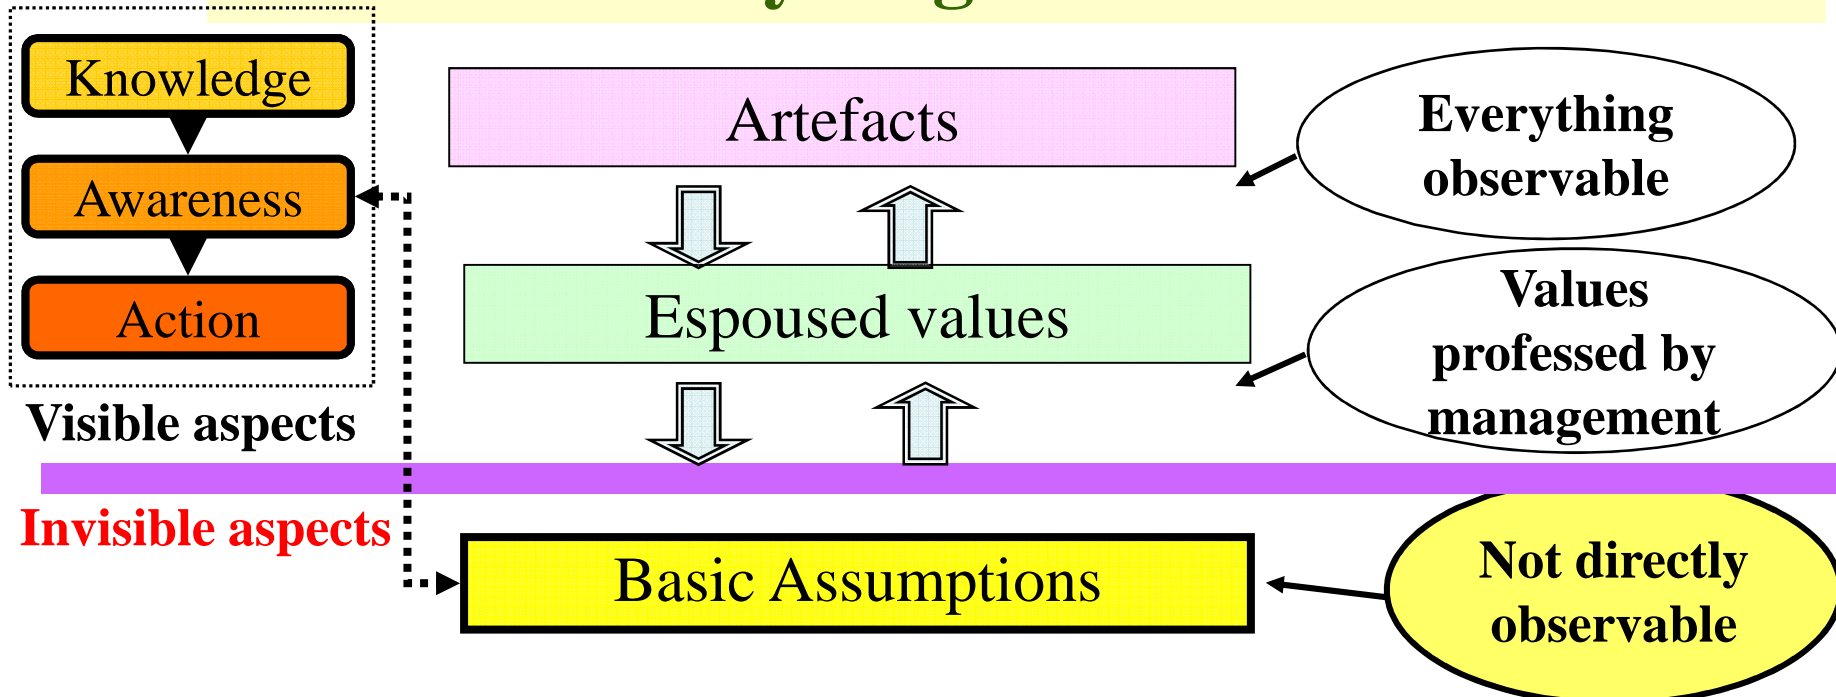 Knowledge
Awareness
Action
Visible aspects
Invisible aspects
Artefacts
Espoused values
Basic Assumptions
Everything
observable
Values
professed by
management
Not directly
observable